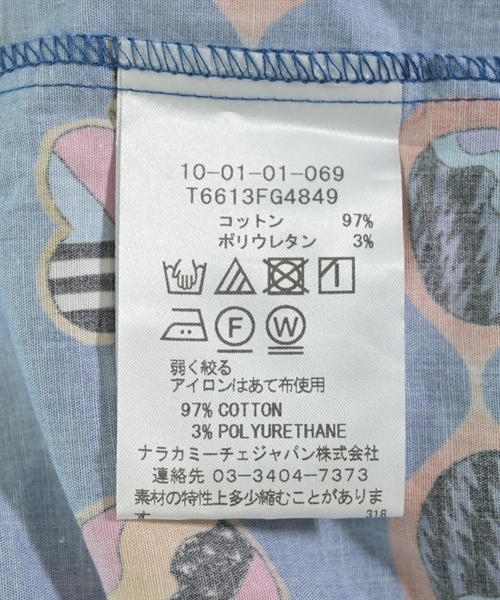 10-01-01-069
T6613FG4849
コットン 97%
ポリウレタン 3%
F W
弱く絞る
アイロンはあて布使用
97% COTTON
3% POLYURETHANE
ナラカミーチェジャパン株式会社
連絡先 03-3404-7373
素材の特性上多少縮むことがありま
す 318